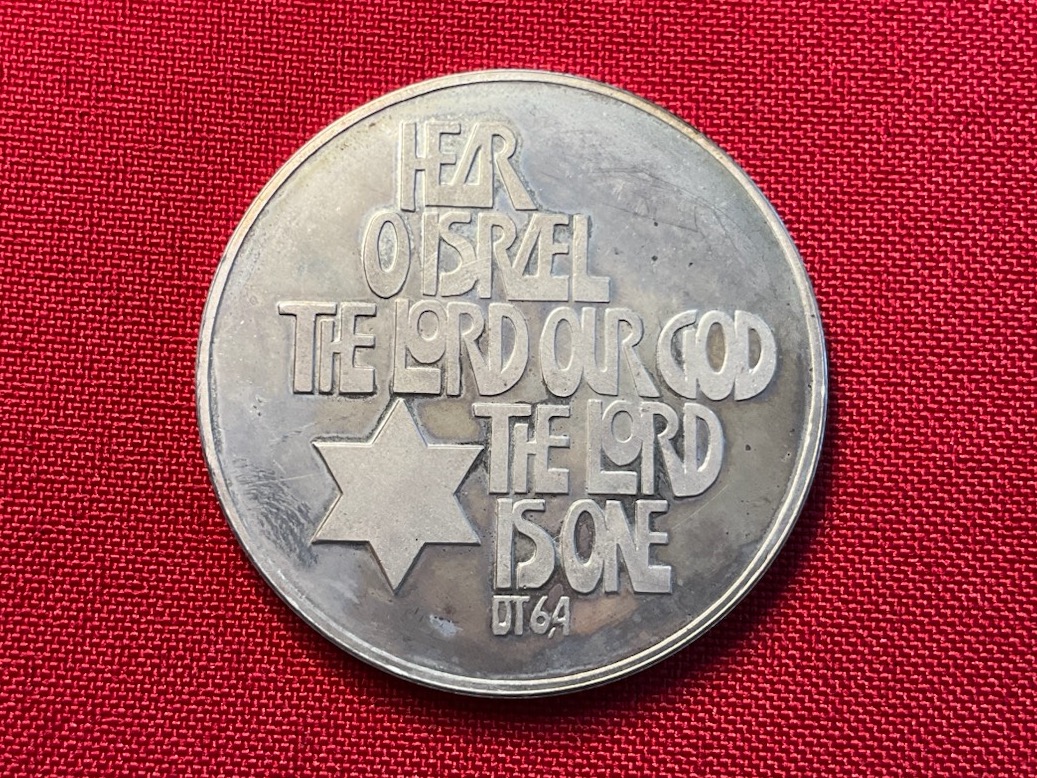 HEAR
O ISRAEL
THE LORD OUR GOD
THE LORD
IS ONE
DT 6,4